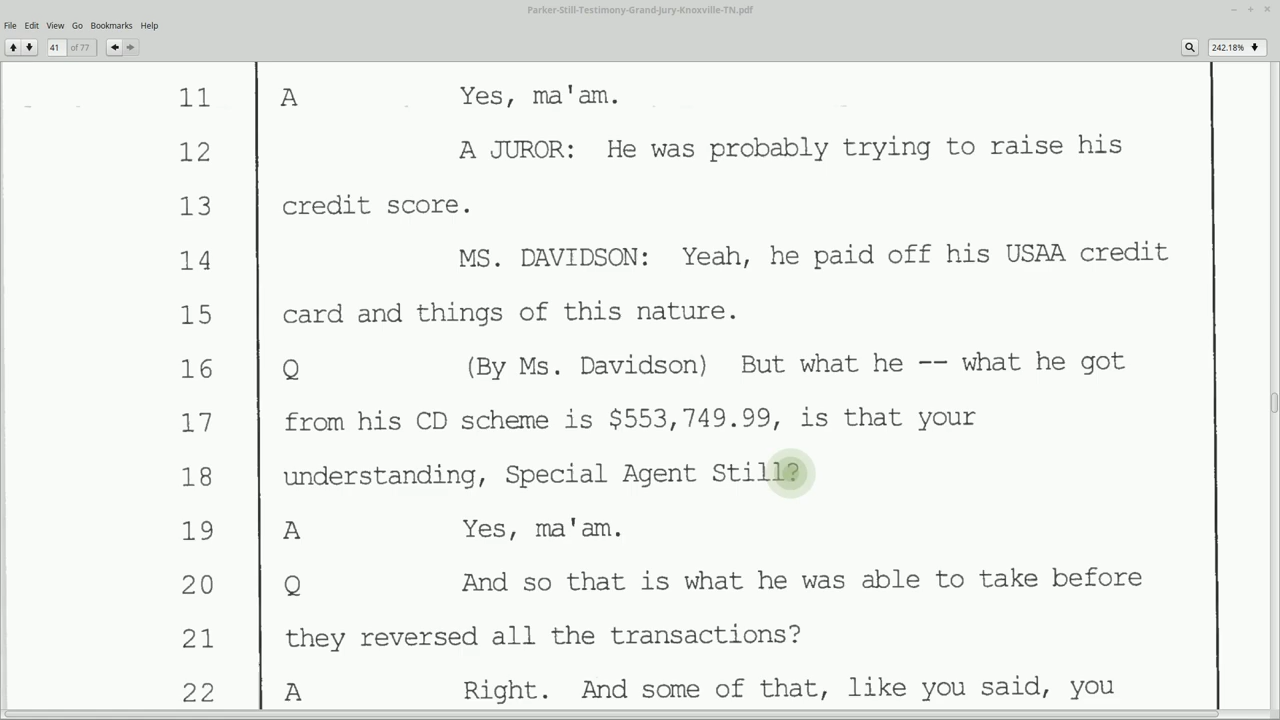 Parker-Still-Testimony-Grand-Jury-Knoxville-TN.pdf
File Edit View Go Bookmarks Help
41 of 77 242.18%
11 A Yes, ma'am.
12 A JUROR: He was probably trying to raise his
13 credit score.
14 MS. DAVIDSON: Yeah, he paid off his USAA credit
15 card and things of this nature.
16 Q (By Ms. Davidson) But what he -- what he got
17 from his CD scheme is $553,749.99, is that your
18 understanding, Special Agent Still?
19 A Yes, ma'am.
20 Q And so that is what he was able to take before
21 they reversed all the transactions?
22 A Right. And some of that, like you said, you